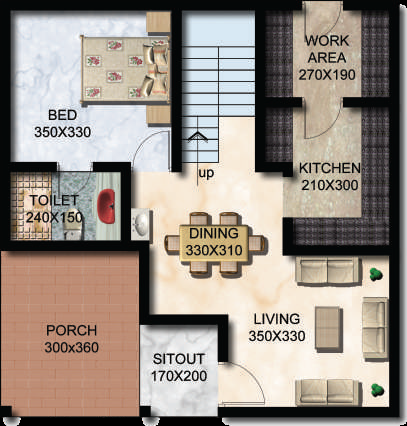 WORK
AREA
270X190
BED
350X330
up
KITCHEN
210X300
TOILET
240X150
DINING
330X310
LIVING
350X330
PORCH
300x360
SITOUT
170X200